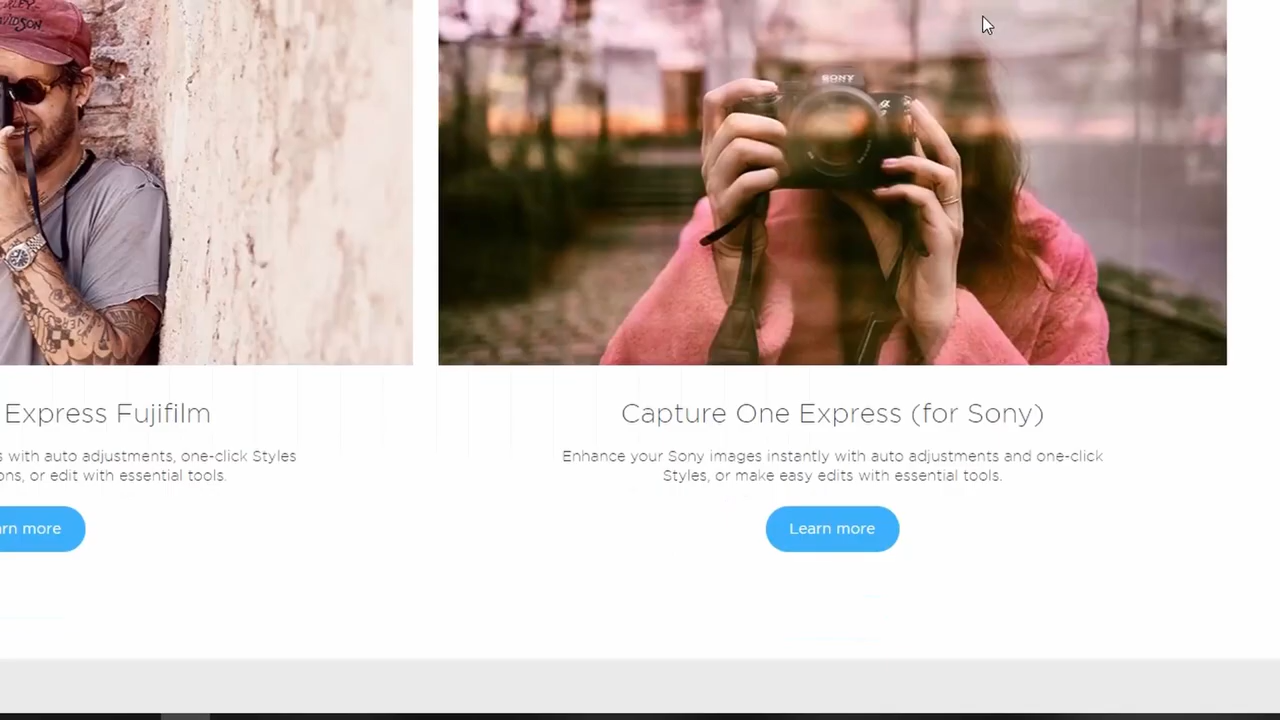 DAVIDSON
SONY
α
Express Fujifilm
with auto adjustments, one-click Styles
or edit with essential tools.
more
Capture One Express (for Sony)
Enhance your Sony images instantly with auto adjustments and one-click
Styles, or make easy edits with essential tools.
Learn more